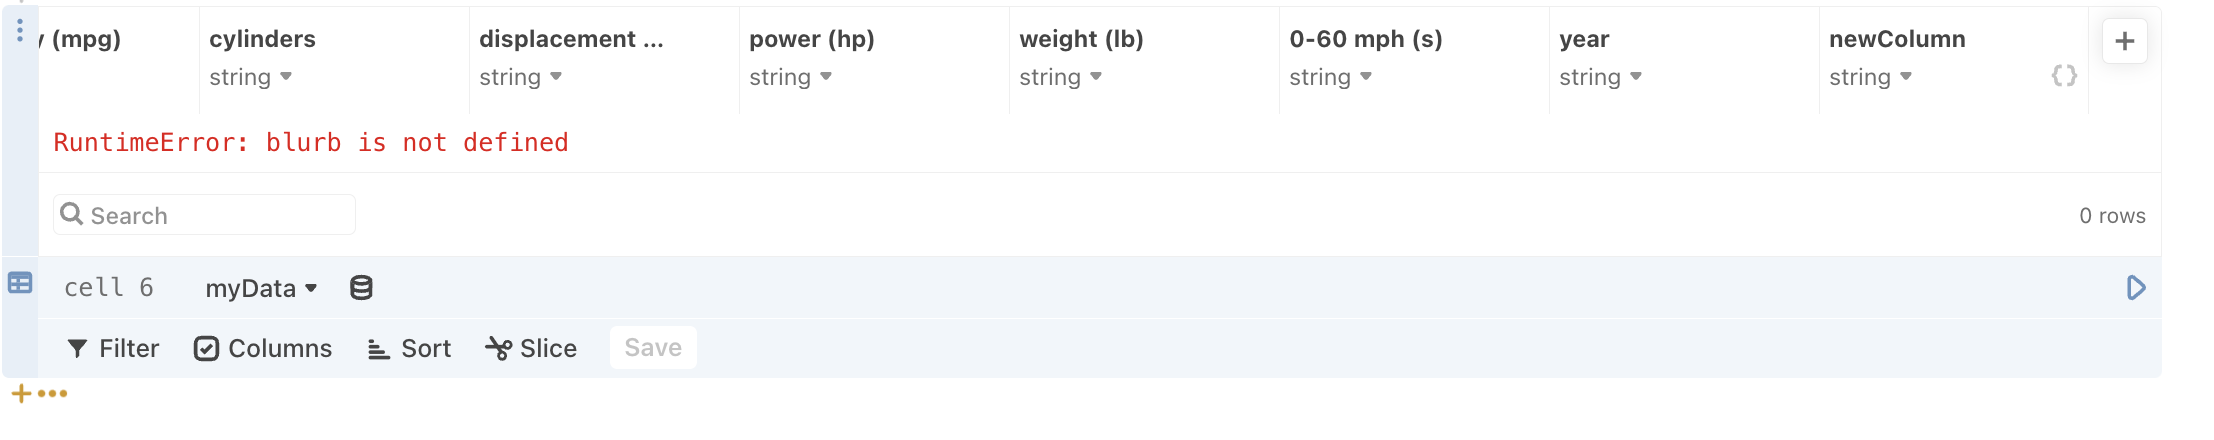 (mpg) cylinders displacement ... power (hp) weight (lb) 0-60 mph (s) year newColumn
string string string string string string string {}
RuntimeError: blurb is not defined
Search 0 rows
cell 6 myData
Filter Columns Sort Slice Save